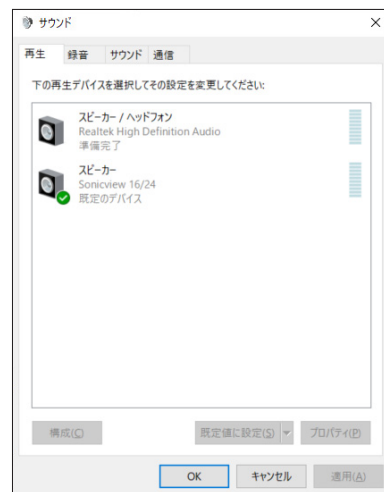 サウンド
再生 録音 サウンド 通信
下の再生デバイスを選択してその設定を変更してください:
スピーカー / ヘッドフォン
Realtek High Definition Audio
準備完了
スピーカー
Sonicview 16/24
既定のデバイス
構成(C) 既定値に設定(S) プロパティ(P)
OK キャンセル 適用(A)